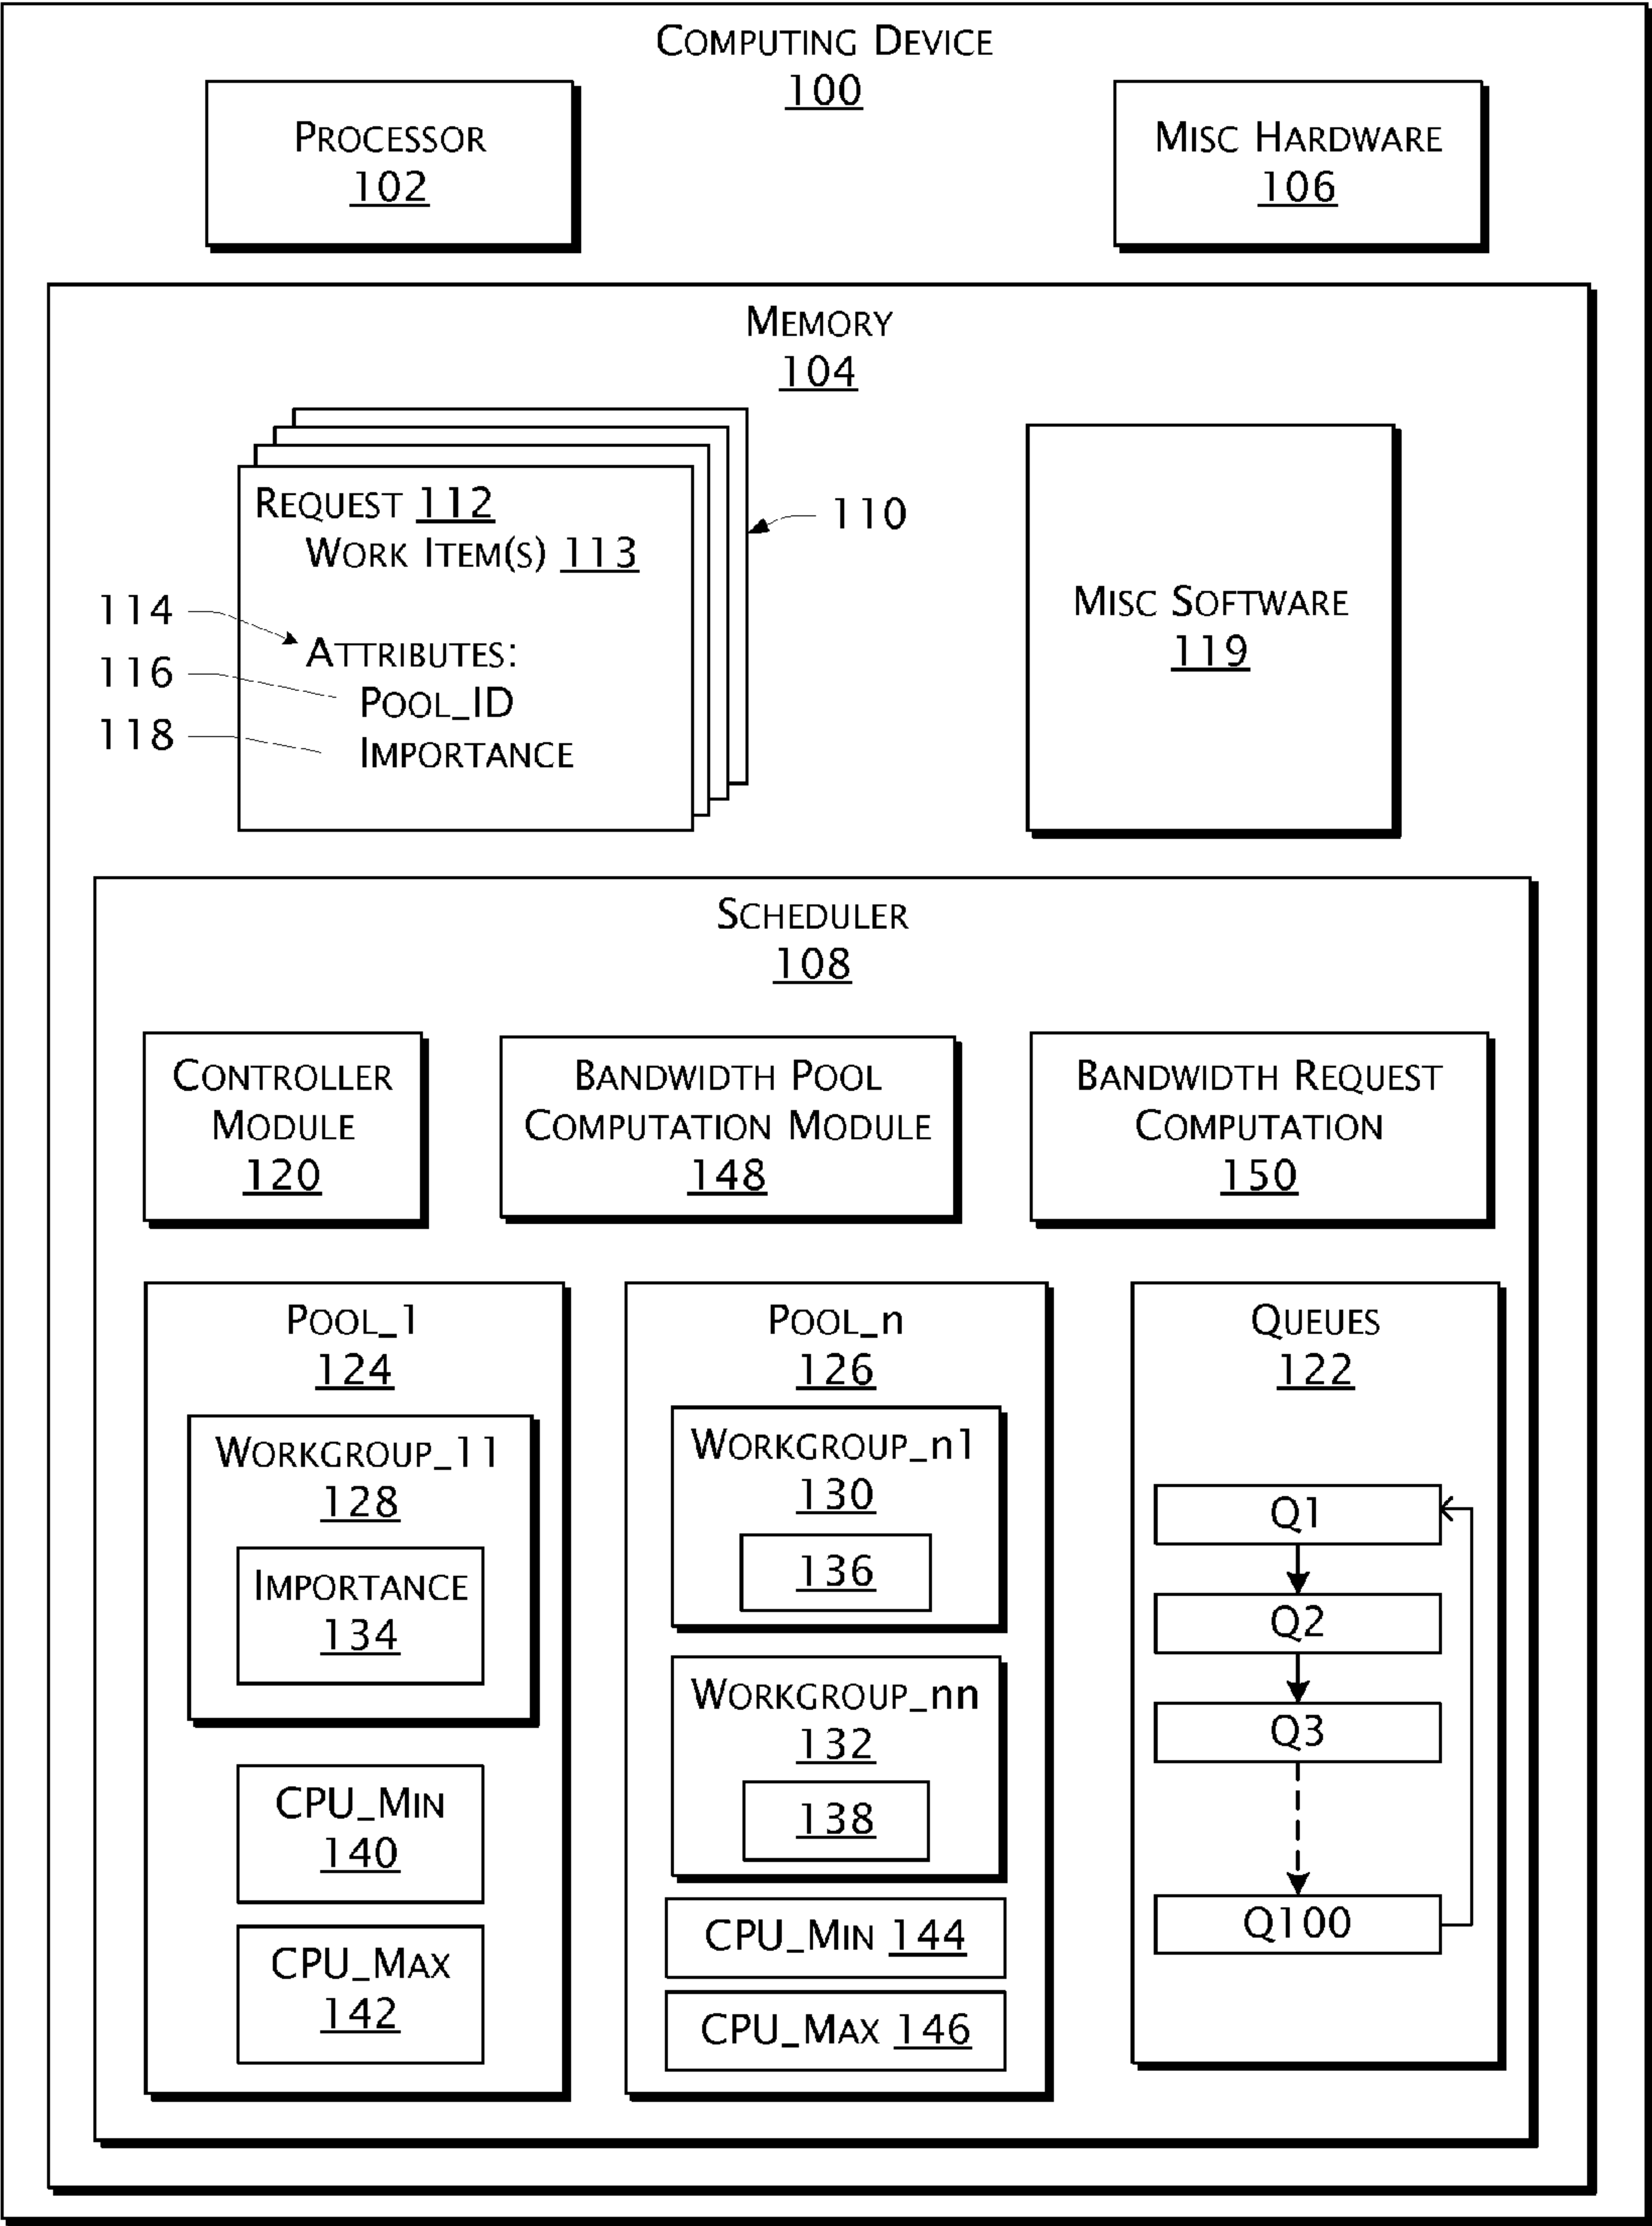 Computing Device
100
Processor
102
Misc Hardware
106
Memory
104
Request 112
Work Item(s) 113
110
114
Attributes:
116
Pool_ID
118
Importance
Misc Software
119
Scheduler
108
Controller
Module
120
Bandwidth Pool
Computation Module
148
Bandwidth Request
Computation
150
Pool_1
124
Workgroup_11
128
Importance
134
CPU_Min
140
CPU_Max
142
Pool_n
126
Workgroup_n1
130
136
Workgroup_nn
132
138
CPU_Min 144
CPU_Max 146
Queues
122
Q1
Q2
Q3
Q100